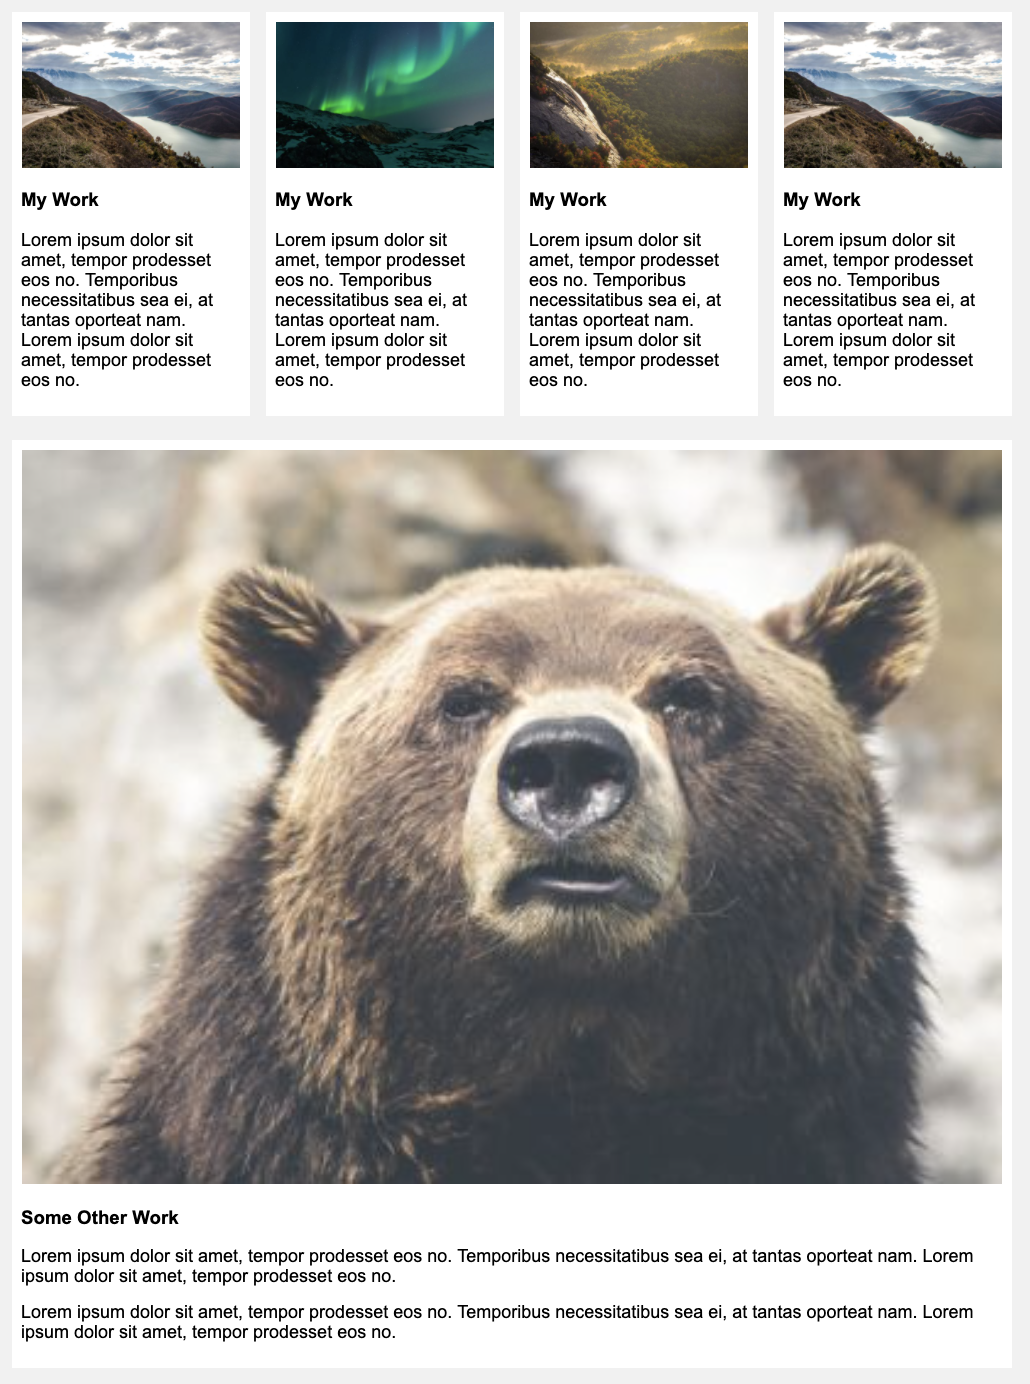 My Work
Lorem ipsum dolor sit
amet, tempor prodesset
eos no. Temporibus
necessitatibus sea ei, at
tantas oporteat nam.
Lorem ipsum dolor sit
amet, tempor prodesset
eos no.
My Work
Lorem ipsum dolor sit
amet, tempor prodesset
eos no. Temporibus
necessitatibus sea ei, at
tantas oporteat nam.
Lorem ipsum dolor sit
amet, tempor prodesset
eos no.
My Work
Lorem ipsum dolor sit
amet, tempor prodesset
eos no. Temporibus
necessitatibus sea ei, at
tantas oporteat nam.
Lorem ipsum dolor sit
amet, tempor prodesset
eos no.
My Work
Lorem ipsum dolor sit
amet, tempor prodesset
eos no. Temporibus
necessitatibus sea ei, at
tantas oporteat nam.
Lorem ipsum dolor sit
amet, tempor prodesset
eos no.
Some Other Work
Lorem ipsum dolor sit amet, tempor prodesset eos no. Temporibus necessitatibus sea ei, at tantas oporteat nam. Lorem
ipsum dolor sit amet, tempor prodesset eos no.
Lorem ipsum dolor sit amet, tempor prodesset eos no. Temporibus necessitatibus sea ei, at tantas oporteat nam. Lorem
ipsum dolor sit amet, tempor prodesset eos no.